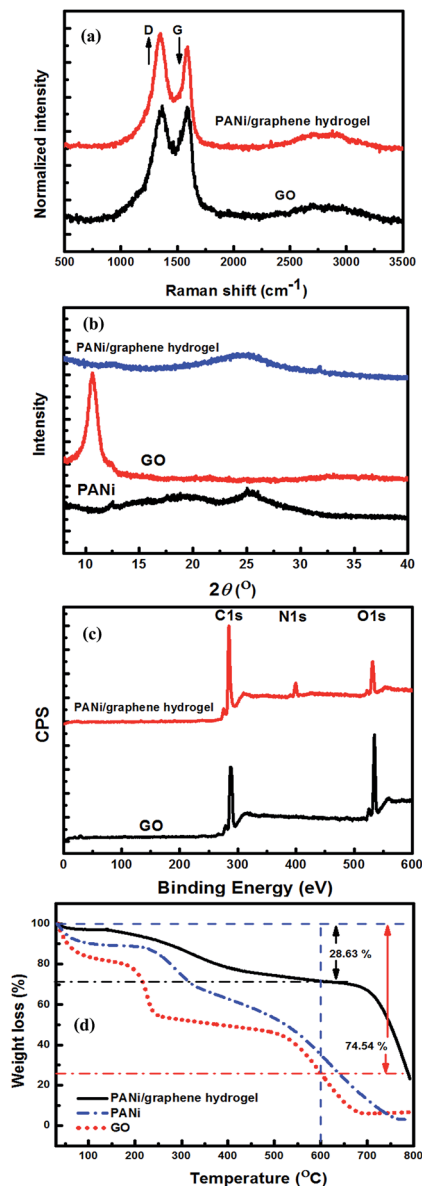 (a)
D G
PANi/graphene hydrogel
GO
Normalized intensity
500 1000 1500 2000 2500 3000 3500
Raman shift (cm-1)
(b)
PANi/graphene hydrogel
GO
PANi
Intensity
10 15 20 25 30 35 40
2θ (O)
(c)
C1s N1s O1s
PANi/graphene hydrogel
GO
CPS
0 100 200 300 400 500 600
Binding Energy (eV)
100
80
60
40
20
0
28.63 %
74.54 %
(d)
PANi/graphene hydrogel
PANi
GO
Weight loss (%)
100 200 300 400 500 600 700 800
Temperature (OC)